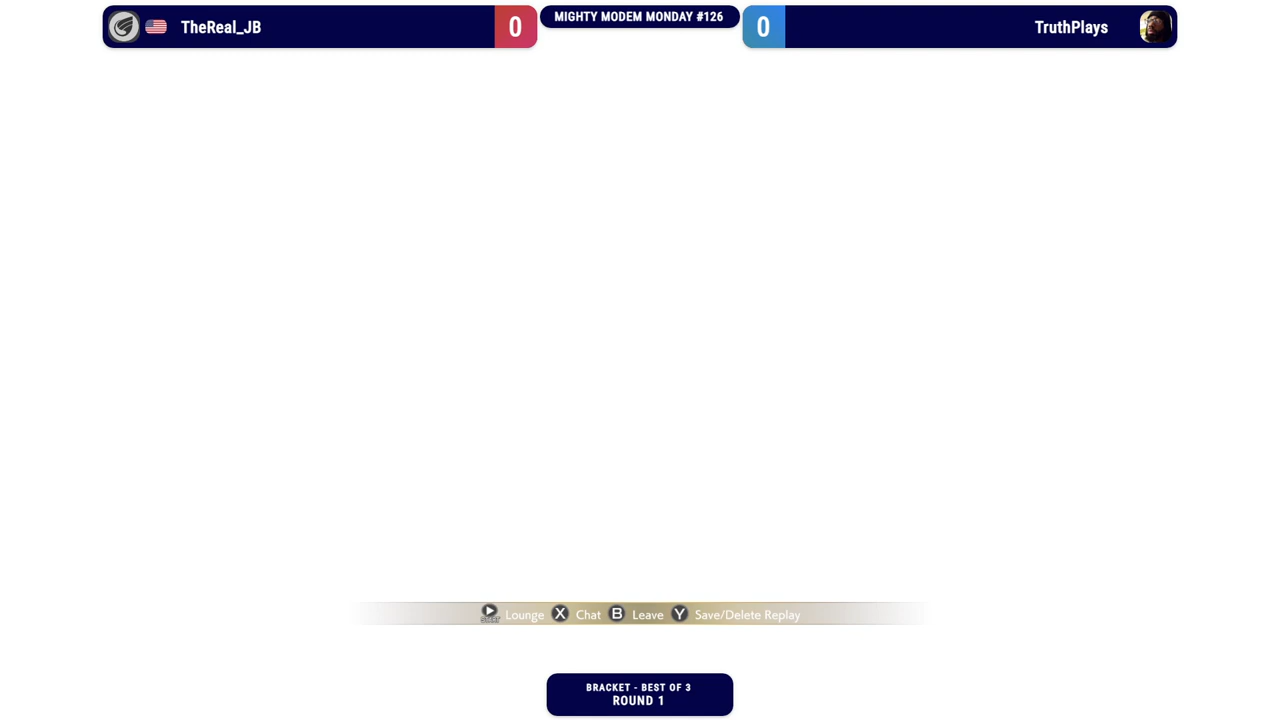 TheReal_JB 0 MIGHTY MODEM MONDAY #126 0 TruthPlays
START Lounge X Chat B Leave Y Save/Delete Replay
BRACKET - BEST OF 3
ROUND 1